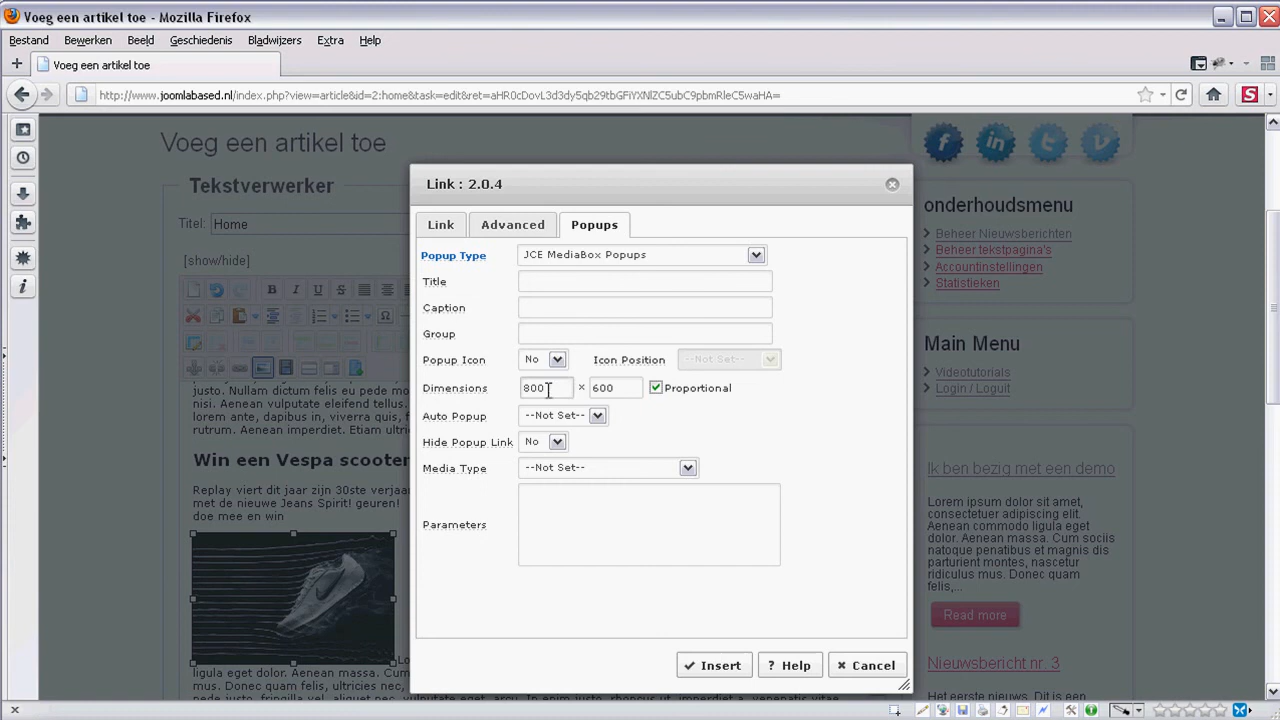 Voeg een artikel toe - Mozilla Firefox
Bestand Bewerken Beeld Geschiedenis Bladwijzers Extra Help
Voeg een artikel toe
http://www.joomlabased.nl/index.php?view=article&id=2:home&task=edit&ret=aHR0cDovL3d3dy5qb29tbGFiYXNlZC5ubC9pbmRleC5waHA=
Voeg een artikel toe
Tekstverwerker
Titel: Home
[show/hide]
justo. Nullam dictum felis eu pede mo
nisi. Aenean vulputate eleifend tellus.
lorem ante, dapibus in, viverra quis, f
rutrum. Aenean imperdiet. Etiam ultric
Win een Vespa scooter
Replay viert dit jaar zijn 30ste verjaar
met de nieuwe Jeans Spirit! geuren!
doe mee en win
Lo
ligula eget dolor. Aenean massa. Cum sociis
quam felis, ultricies nec,
Link : 2.0.4
Link Advanced Popups
Popup Type JCE MediaBox Popups
Title
Caption
Group
Popup Icon No Icon Position --Not Set--
Dimensions 800 × 600 Proportional
Auto Popup --Not Set--
Hide Popup Link No
Media Type --Not Set--
Parameters
Insert ? Help Cancel
onderhoudsmenu
Beheer Nieuwsberichten
Beheer tekstpagina's
Accountinstellingen
Statistieken
Main Menu
Videotutorials
Login / Loguit
Ik ben bezig met een demo
Lorem ipsum dolor sit amet,
consectetuer adipiscing elit.
Aenean commodo ligula eget
dolor. Aenean massa. Cum sociis
natoque penatibus et magnis dis
parturient montes, nascetur
ridiculus mus. Donec quam
felis,...
Read more
Nieuwsbericht nr. 3
Het eerste nieuws. Dit is een